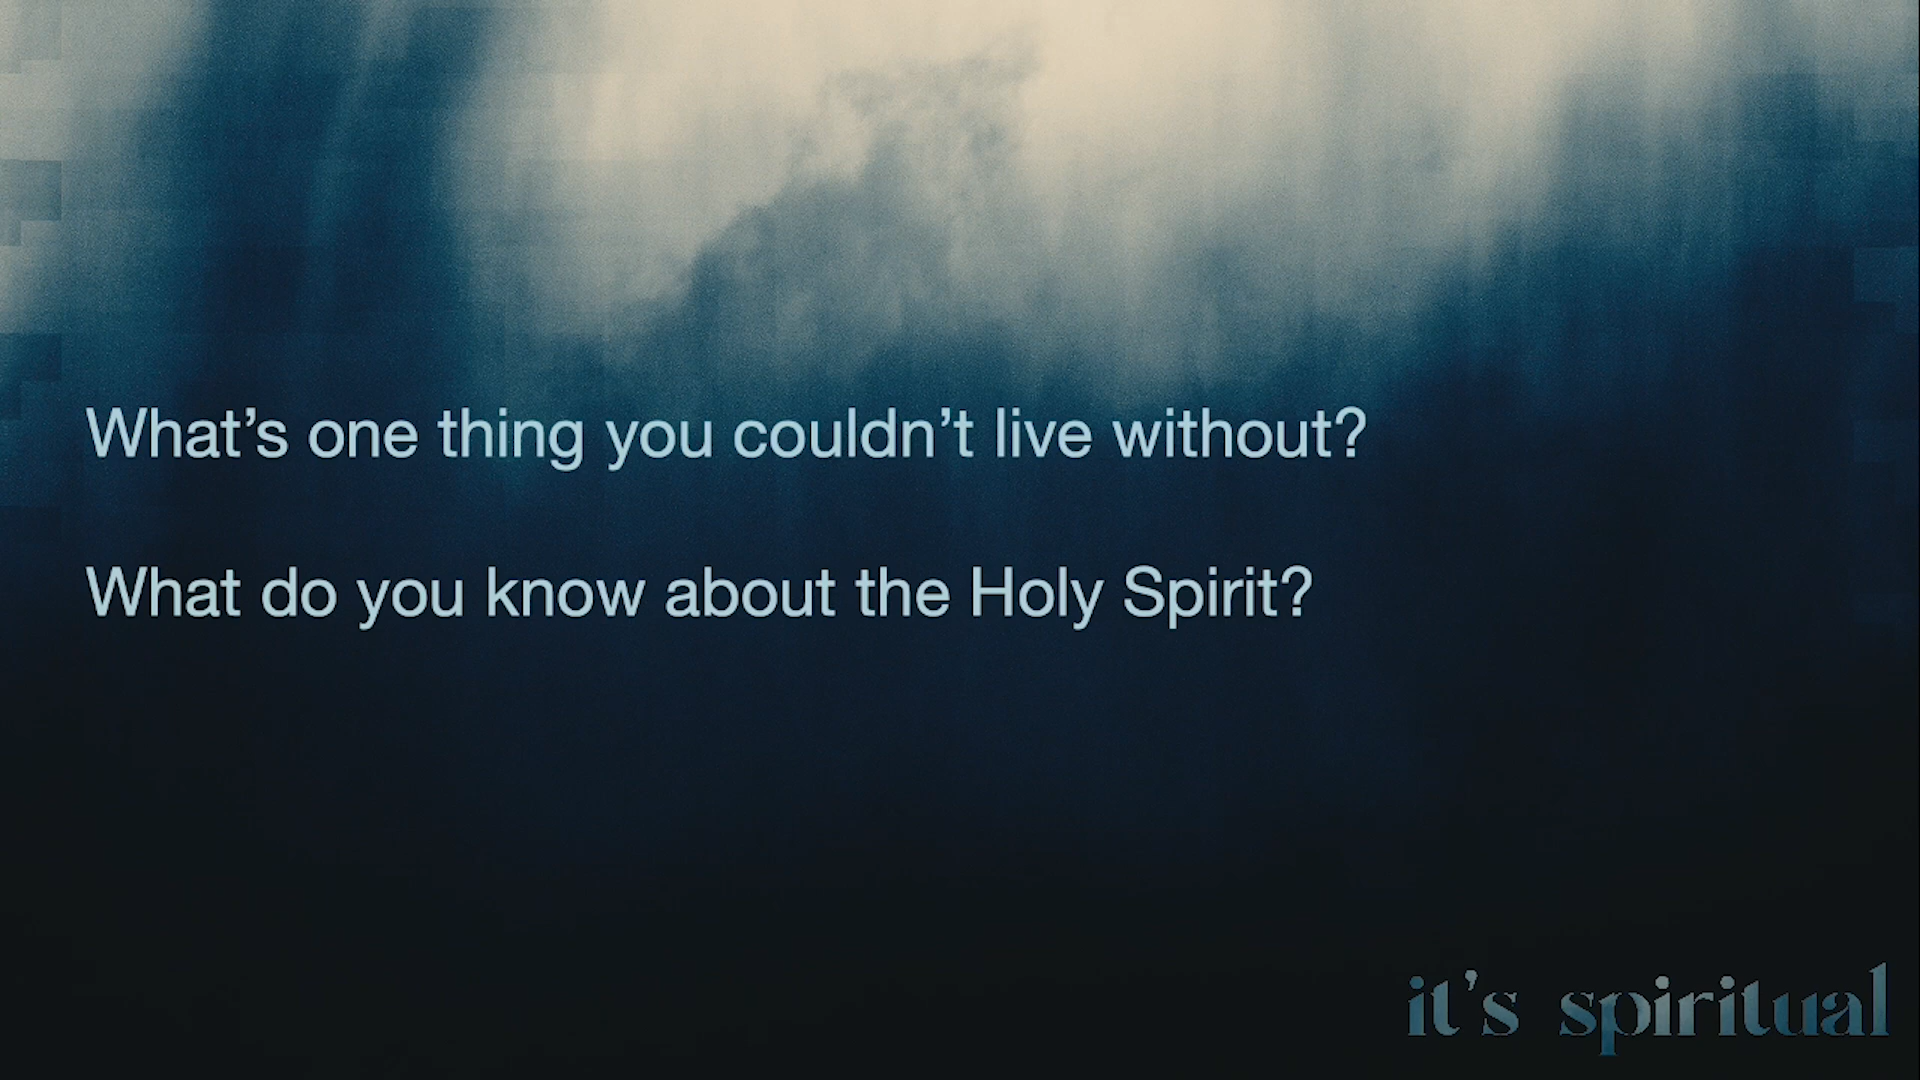 What’s one thing you couldn’t live without?
What do you know about the Holy Spirit?
it’s spiritual